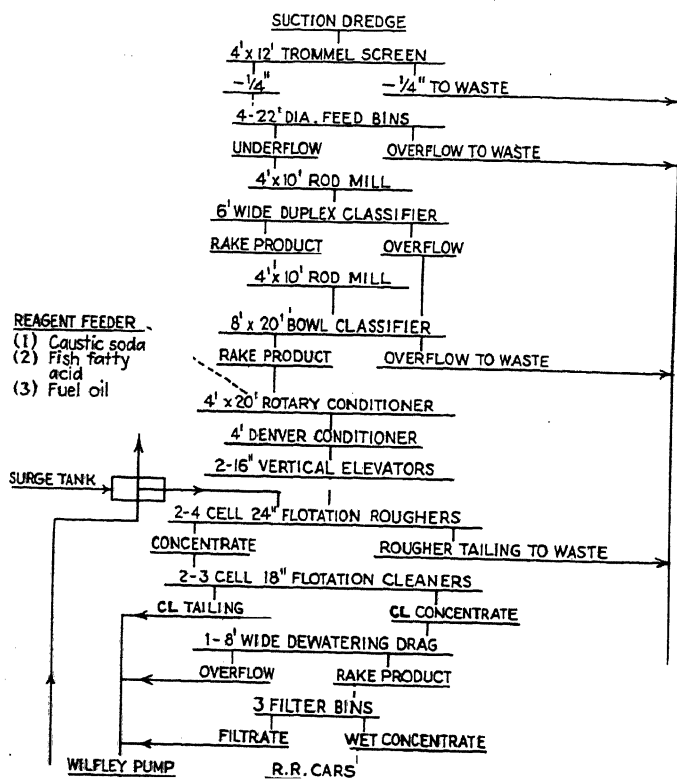 SUCTION DREDGE
4' x 12' TROMMEL SCREEN
-1/4"
-1/4" TO WASTE
4-22' DIA. FEED BINS
UNDERFLOW
OVERFLOW TO WASTE
4' x 10' ROD MILL
6' WIDE DUPLEX CLASSIFIER
RAKE PRODUCT
OVERFLOW
4' x 10' ROD MILL
8' x 20' BOWL CLASSIFIER
RAKE PRODUCT
OVERFLOW TO WASTE
REAGENT FEEDER
(1) Caustic soda
(2) Fish fatty
acid
(3) Fuel oil
4' x 20' ROTARY CONDITIONER
4' DENVER CONDITIONER
2-16" VERTICAL ELEVATORS
SURGE TANK
2-4 CELL 24" FLOTATION ROUGHERS
CONCENTRATE
ROUGHER TAILING TO WASTE
2-3 CELL 18" FLOTATION CLEANERS
CL TAILING
CL CONCENTRATE
1-8' WIDE DEWATERING DRAG
OVERFLOW
RAKE PRODUCT
3 FILTER BINS
FILTRATE
WET CONCENTRATE
WILFLEY PUMP
R.R. CARS